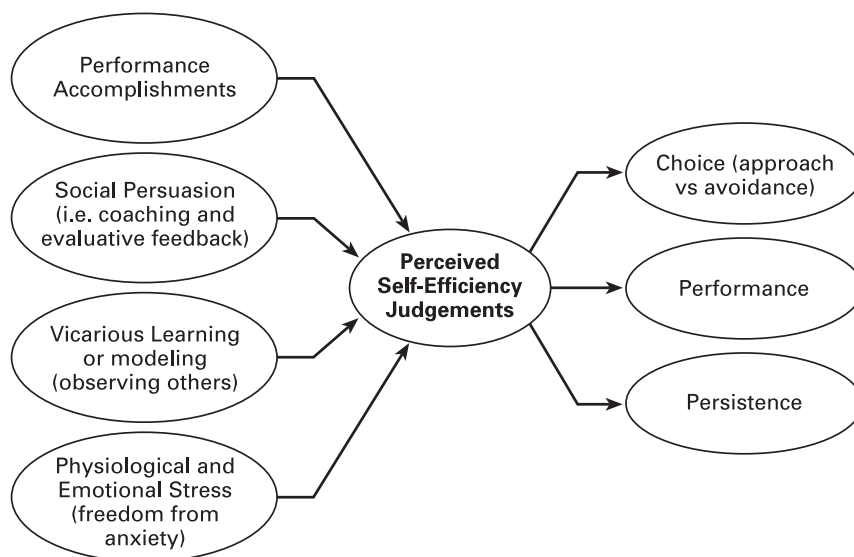 Performance
Accomplishments
Social Persuasion
(i.e. coaching and
evaluative feedback)
Vicarious Learning
or modeling
(observing others)
Physiological and
Emotional Stress
(freedom from
anxiety)
Perceived
Self-Efficiency
Judgements
Choice (approach
vs avoidance)
Performance
Persistence